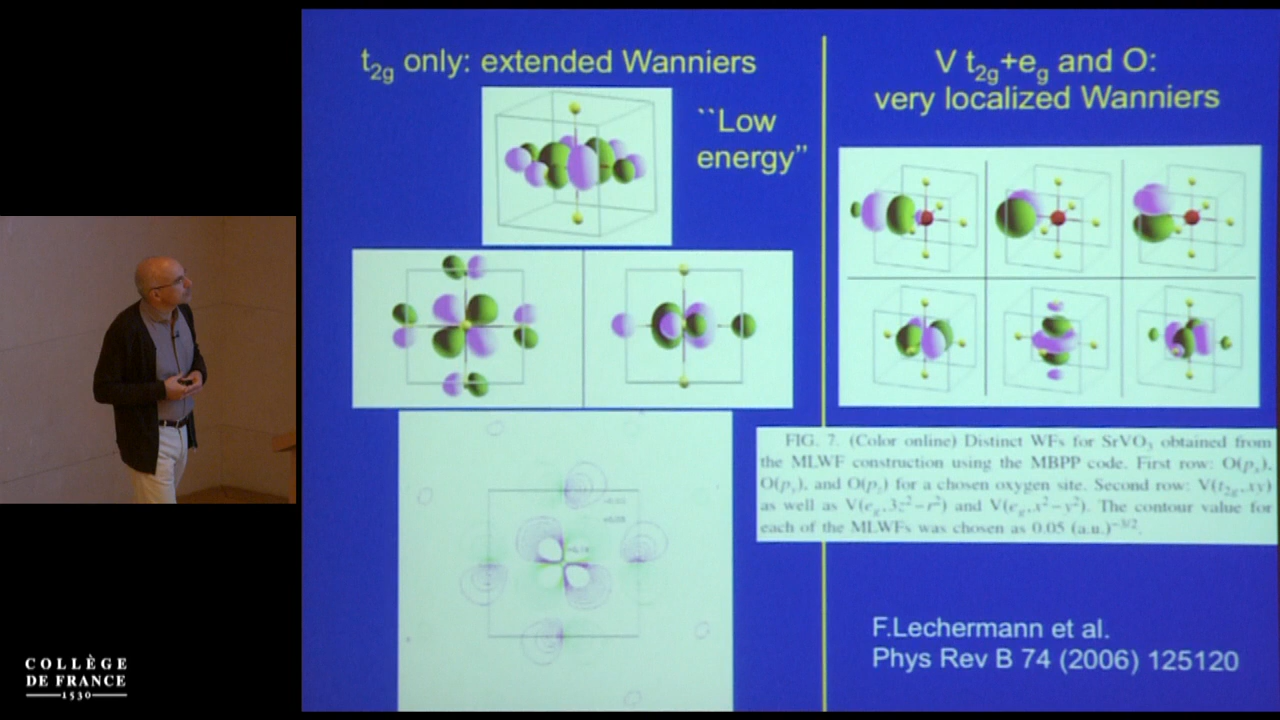 t2g only: extended Wanniers
``Low
energy”
V t2g+eg and O:
very localized Wanniers
FIG. 7. (Color online) Distinct WFs for SrVO3 obtained from
the MLWF construction using the MBPP code. First row: O(px),
O(py), and O(pz) for a chosen oxygen site. Second row: V(t2g,xy)
as well as V(eg,3z²−r²) and V(eg,x²−y²). The contour value for
each of the MLWFs was chosen as 0.05 (a.u.)−3/2.
F.Lechermann et al.
Phys Rev B 74 (2006) 125120
COLLÈGE
DE FRANCE
1530